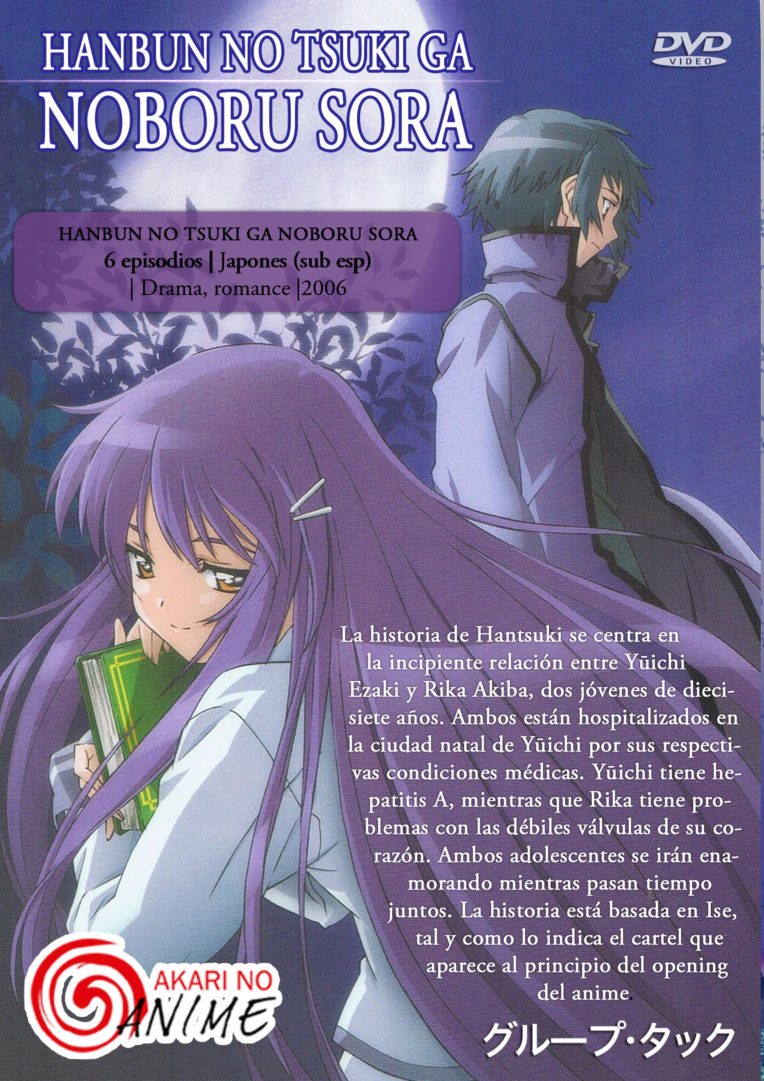 HANBUN NO TSUKI GA
NOBORU SORA
DVD
VIDEO
HANBUN NO TSUKI GA NOBORU SORA
6 episodios | Japones (sub esp)
| Drama, romance |2006
La historia de Hantsuki se centra en
la incipiente relación entre Yūichi
Ezaki y Rika Akiba, dos jóvenes de dieci-
siete años. Ambos están hospitalizados en
la ciudad natal de Yūichi por sus respecti-
vas condiciones médicas. Yūichi tiene he-
patitis A, mientras que Rika tiene pro-
blemas con las débiles válvulas de su co-
razón. Ambos adolescentes se irán ena-
morando mientras pasan tiempo
juntos. La historia está basada en Ise,
tal y como lo indica el cartel que
aparece al principio del opening
del anime.
AKARI NO
ANIME
グループ・タック